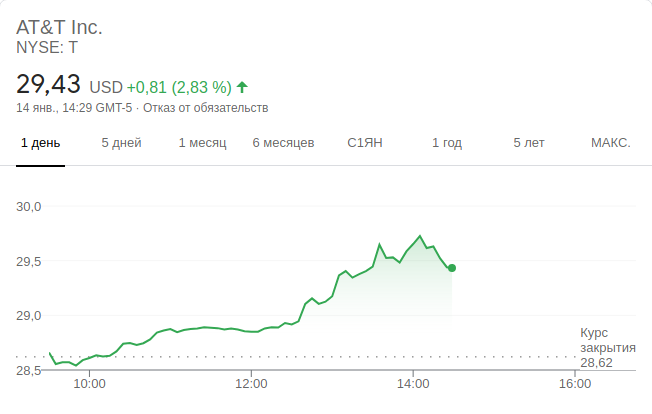 AT&T Inc.
NYSE: T
29,43 USD +0,81 (2,83 %)
14 янв., 14:29 GMT-5 · Отказ от обязательств
1 день 5 дней 1 месяц 6 месяцев С1ЯН 1 год 5 лет МАКС.
30,0
29,5
29,0
Курс
закрытия
28,62
28,5
10:00 12:00 14:00 16:00